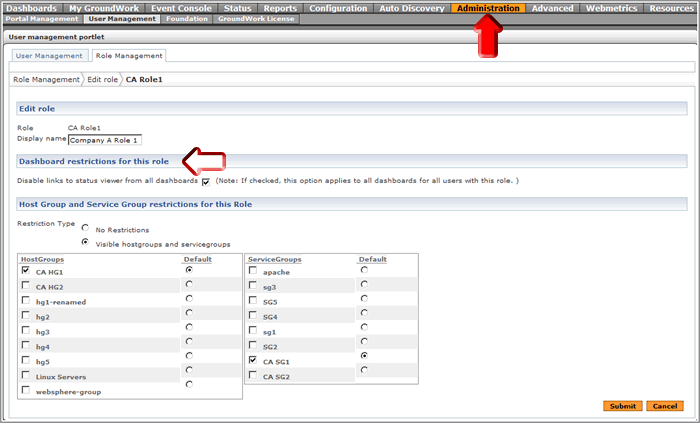 Dashboards My GroundWork Event Console Status Reports Configuration Auto Discovery Administration Advanced Webmetrics Resources
Portal Management User Management Foundation GroundWork License
User management portlet
User Management Role Management
Role Management Edit role CA Role1
Edit role
Role CA Role1
Display name Company A Role 1
Dashboard restrictions for this role
Disable links to status viewer from all dashboards (Note: If checked, this option applies to all dashboards for all users with this role. )
Host Group and Service Group restrictions for this Role
Restriction Type No Restrictions
Visible hostgroups and servicegroups
HostGroups Default ServiceGroups Default
CA HG1 apache
CA HG2 sg3
hg1-renamed SG5
hg2 SG4
hg3 sg1
hg4 SG2
hg5 CA SG1
Linux Servers CA SG2
websphere-group
Submit Cancel